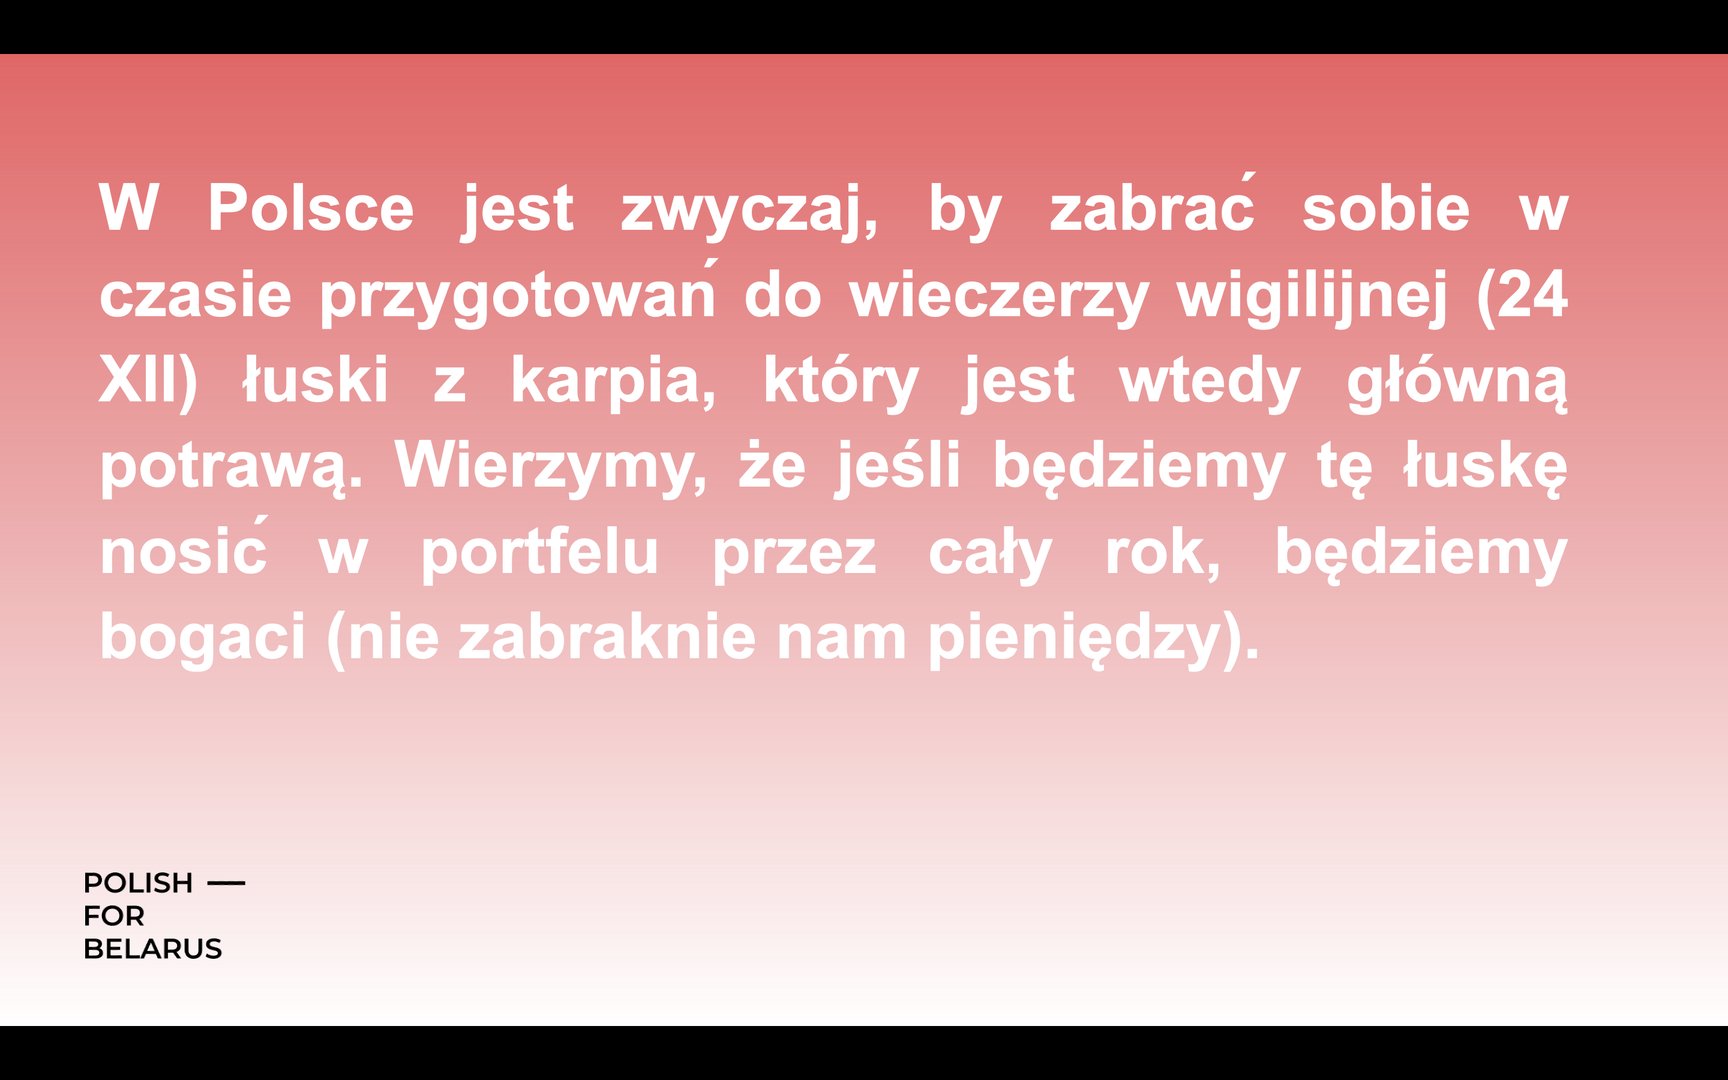 W Polsce jest zwyczaj, by zabrać sobie w
czasie przygotowań do wieczerzy wigilijnej (24
XII) łuski z karpia, który jest wtedy główną
potrawą. Wierzymy, że jeśli będziemy tę łuskę
nosić w portfelu przez cały rok, będziemy
bogaci (nie zabraknie nam pieniędzy).
POLISH —
FOR
BELARUS